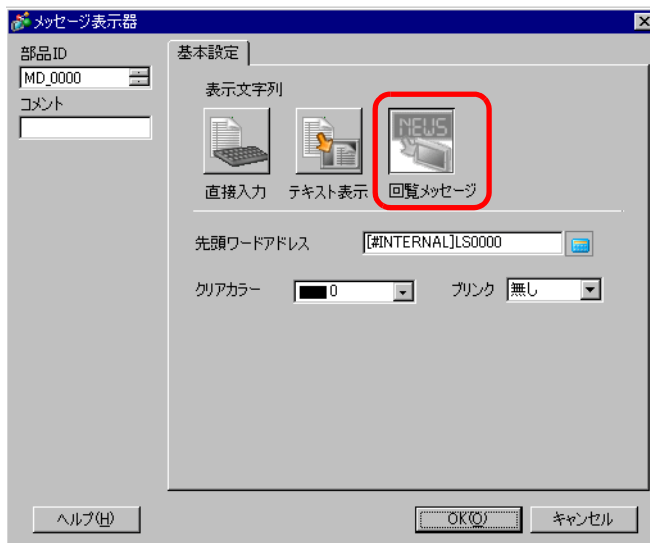 メッセージ表示器
部品ID
MD_0000
コメント
基本設定
表示文字列
NEWS
直接入力 テキスト表示 回覧メッセージ
先頭ワードアドレス [#INTERNAL]LS0000
クリアカラー 0 ブリンク 無し
ヘルプ(H) OK(O) キャンセル